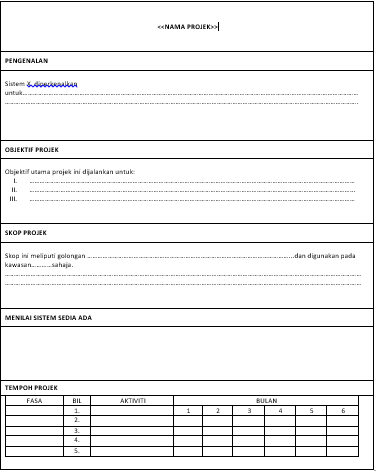 <<NAMA PROJEK>>
PENGENALAN
Sistem X diperkenalkan
untuk……………………………………………………………………………………………………
……………………………………………………………………………………………………………
OBJEKTIF PROJEK
Objektif utama projek ini dijalankan untuk:
I. ……………………………………………………………………………………………………
II. ……………………………………………………………………………………………………
III. ……………………………………………………………………………………………………
SKOP PROJEK
Skop ini meliputi golongan ………………………………………………………………dan digunakan pada
kawasan…………sahaja.
……………………………………………………………………………………………………………
……………………………………………………………………………………………………………
MENILAI SISTEM SEDIA ADA
TEMPOH PROJEK
FASA BIL AKTIVITI BULAN
1. 1 2 3 4 5 6
2.
3.
4.
5.